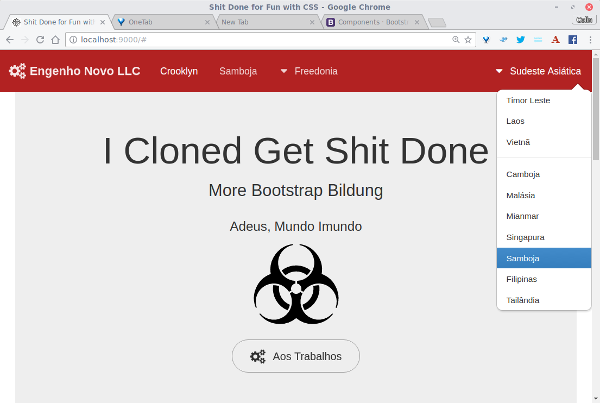 Shit Done for Fun with CSS - Google Chrome
Shit Done for Fun with
OneTab
New Tab
Components · Bootst
localhost:9000/#
Engenho Novo LLC
Crooklyn
Samboja
Freedonia
Sudeste Asiática
Timor Leste
Laos
Vietnã
Camboja
Malásia
Mianmar
Singapura
Samboja
Filipinas
Tailândia
I Cloned Get Shit Done
More Bootstrap Bildung
Adeus, Mundo Imundo
Aos Trabalhos